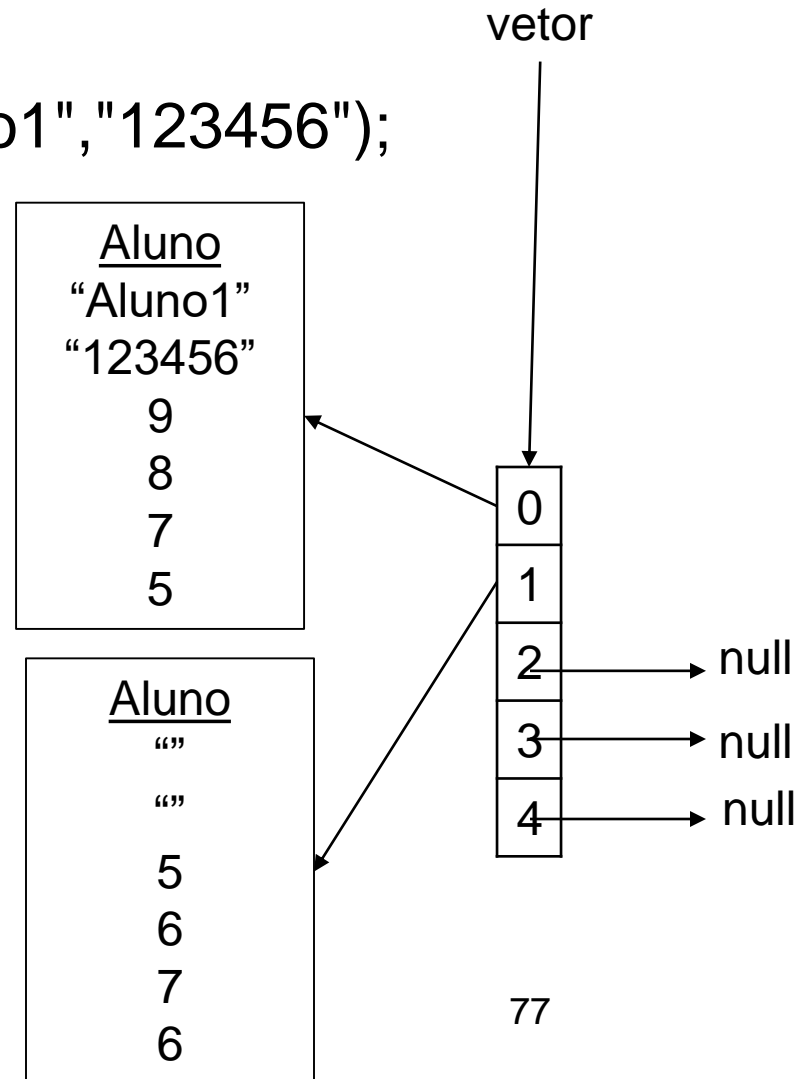 vetor
o1","123456");
Aluno
“Aluno1”
“123456”
9
8
7
5
0
1
2
3
4
null
null
null
Aluno
“”
“”
5
6
7
6
77